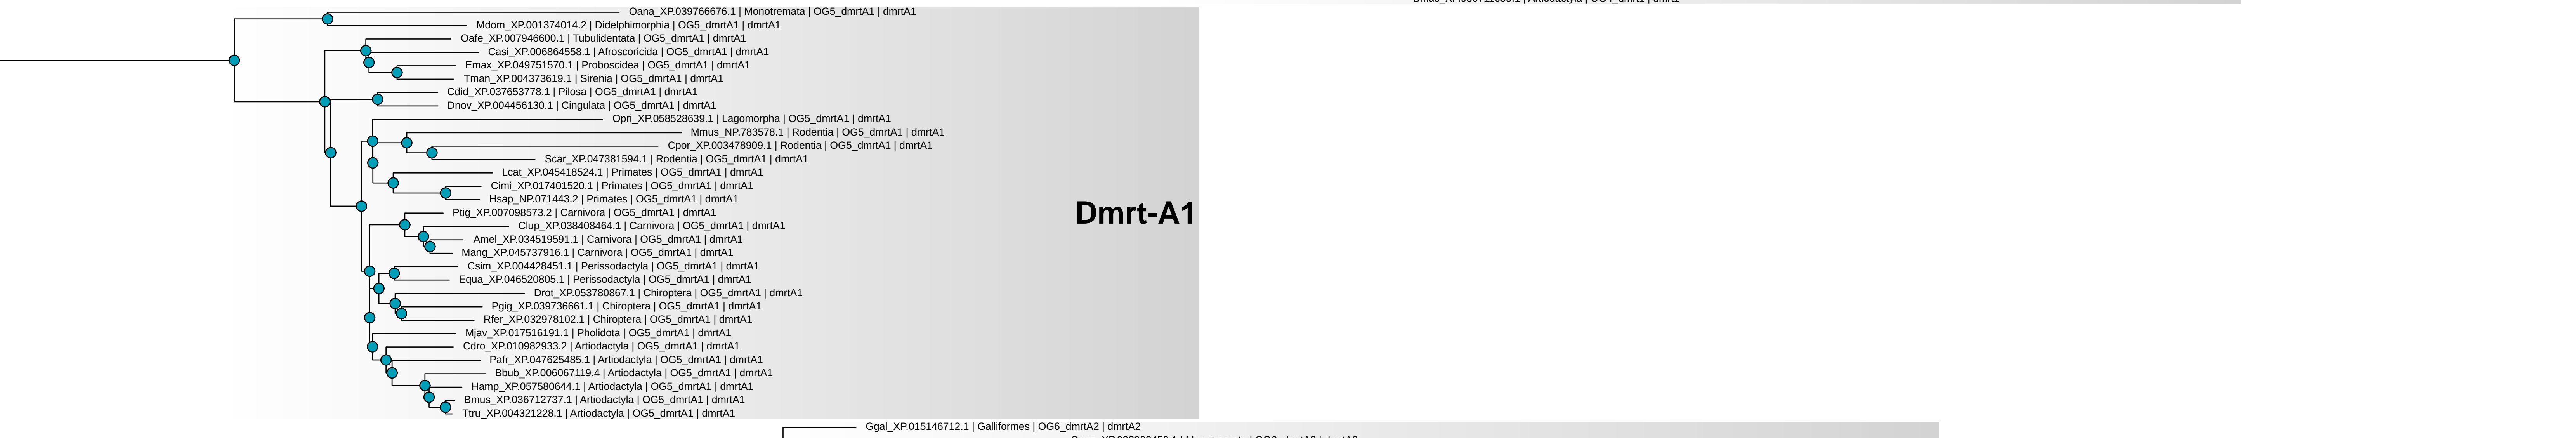 Oana_XP.039766676.1 | Monotremata | OG5_dmrtA1 | dmrtA1
Mdom_XP.001374014.2 | Didelphimorphia | OG5_dmrtA1 | dmrtA1
Oafe_XP.007946600.1 | Tubulidentata | OG5_dmrtA1 | dmrtA1
Casi_XP.006864558.1 | Afroscoricida | OG5_dmrtA1 | dmrtA1
Emax_XP.049751570.1 | Proboscidea | OG5_dmrtA1 | dmrtA1
Tman_XP.004373619.1 | Sirenia | OG5_dmrtA1 | dmrtA1
Cdid_XP.037653778.1 | Pilosa | OG5_dmrtA1 | dmrtA1
Dnov_XP.004456130.1 | Cingulata | OG5_dmrtA1 | dmrtA1
Opri_XP.058528639.1 | Lagomorpha | OG5_dmrtA1 | dmrtA1
Mmus_NP.783578.1 | Rodentia | OG5_dmrtA1 | dmrtA1
Cpor_XP.003478909.1 | Rodentia | OG5_dmrtA1 | dmrtA1
Scar_XP.047381594.1 | Rodentia | OG5_dmrtA1 | dmrtA1
Lcat_XP.045418524.1 | Primates | OG5_dmrtA1 | dmrtA1
Cimi_XP.017401520.1 | Primates | OG5_dmrtA1 | dmrtA1
Hsap_NP.071443.2 | Primates | OG5_dmrtA1 | dmrtA1
Ptig_XP.007098573.2 | Carnivora | OG5_dmrtA1 | dmrtA1
Dmrt-A1
Clup_XP.038408464.1 | Carnivora | OG5_dmrtA1 | dmrtA1
Amel_XP.034519591.1 | Carnivora | OG5_dmrtA1 | dmrtA1
Mang_XP.045737916.1 | Carnivora | OG5_dmrtA1 | dmrtA1
Csim_XP.004428451.1 | Perissodactyla | OG5_dmrtA1 | dmrtA1
Equa_XP.046520805.1 | Perissodactyla | OG5_dmrtA1 | dmrtA1
Drot_XP.053780867.1 | Chiroptera | OG5_dmrtA1 | dmrtA1
Pgig_XP.039736661.1 | Chiroptera | OG5_dmrtA1 | dmrtA1
Rfer_XP.032978102.1 | Chiroptera | OG5_dmrtA1 | dmrtA1
Mjav_XP.017516191.1 | Pholidota | OG5_dmrtA1 | dmrtA1
Cdro_XP.010982933.2 | Artiodactyla | OG5_dmrtA1 | dmrtA1
Pafr_XP.047625485.1 | Artiodactyla | OG5_dmrtA1 | dmrtA1
Bbub_XP.006067119.4 | Artiodactyla | OG5_dmrtA1 | dmrtA1
Hamp_XP.057580644.1 | Artiodactyla | OG5_dmrtA1 | dmrtA1
Bmus_XP.036712737.1 | Artiodactyla | OG5_dmrtA1 | dmrtA1
Ttru_XP.004321228.1 | Artiodactyla | OG5_dmrtA1 | dmrtA1
Ggal_XP.015146712.1 | Galliformes | OG6_dmrtA2 | dmrtA2